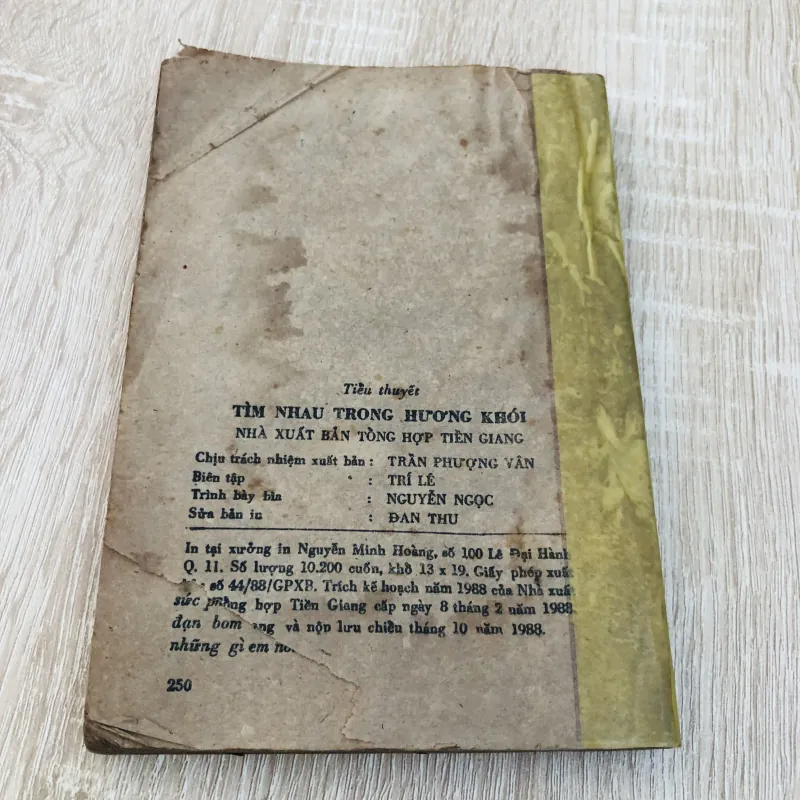 Tiểu thuyết
TÌM NHAU TRONG HƯƠNG KHÓI
NHÀ XUẤT BẢN TỔNG HỢP TIỀN GIANG
Chịu trách nhiệm xuất bản : TRẦN PHƯỢNG VÂN
Biên tập : TRÍ LÊ
Trình bày bìa : NGUYỄN NGỌC
Sửa bản in : ĐAN THU
In tại xưởng in Nguyễn Minh Hoàng, số 100 Lê Đại Hành
Q. 11. Số lượng 10.200 cuốn, khổ 13 x 19. Giấy phép xuất
số 44/88/GPXB. Trích kế hoạch năm 1988 của Nhà xuất
sức hợp Tiền Giang cấp ngày 8 tháng 2 năm 1988
đạn bom và nộp lưu chiểu tháng 10 năm 1988.
những gì em
250